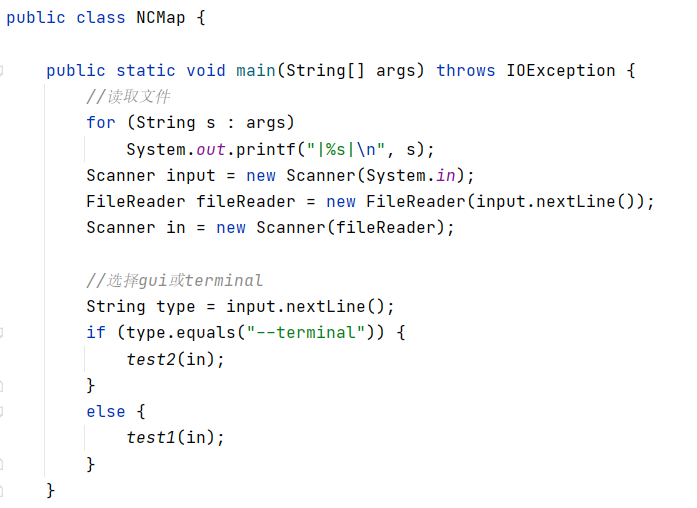 public class NCMap {
public static void main(String[] args) throws IOException {
//读取文件
for (String s : args)
System.out.printf("|%s|\n", s);
Scanner input = new Scanner(System.in);
FileReader fileReader = new FileReader(input.nextLine());
Scanner in = new Scanner(fileReader);
//选择gui或terminal
String type = input.nextLine();
if (type.equals("--terminal")) {
test2(in);
}
else {
test1(in);
}
}